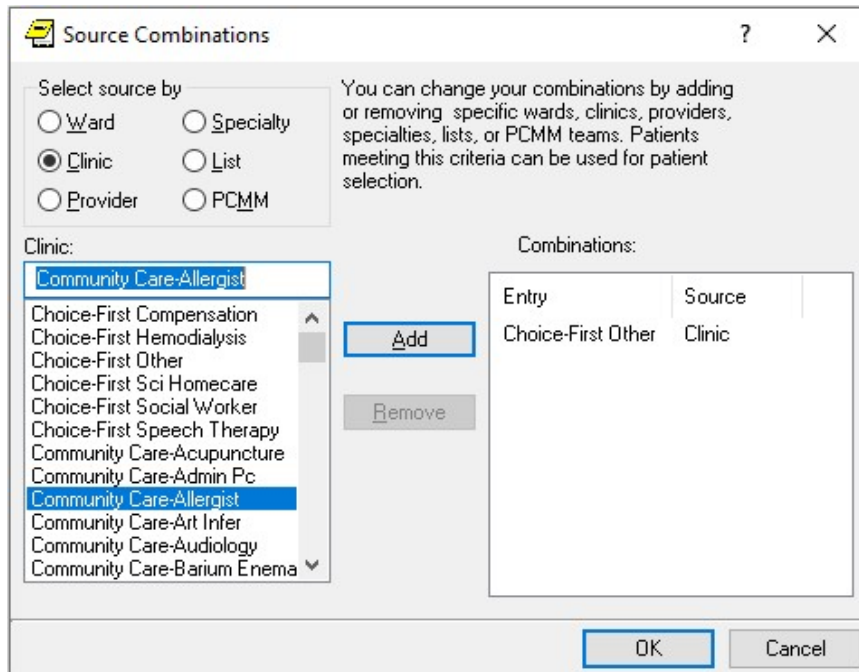 Source Combinations
?
Select source by
Ward
Specialty
Clinic
List
Provider
PCMM
You can change your combinations by adding
or removing specific wards, clinics, providers,
specialties, lists, or PCMM teams. Patients
meeting this criteria can be used for patient
selection.
Clinic:
Community Care-Allergist
Choice-First Compensation
Choice-First Hemodialysis
Choice-First Other
Choice-First Sci Homecare
Choice-First Social Worker
Choice-First Speech Therapy
Community Care-Acupuncture
Community Care-Admin Pc
Community Care-Allergist
Community Care-Art Infer
Community Care-Audiology
Community Care-Barium Enema
Add
Remove
Combinations:
Entry Source
Choice-First Other Clinic
OK
Cancel